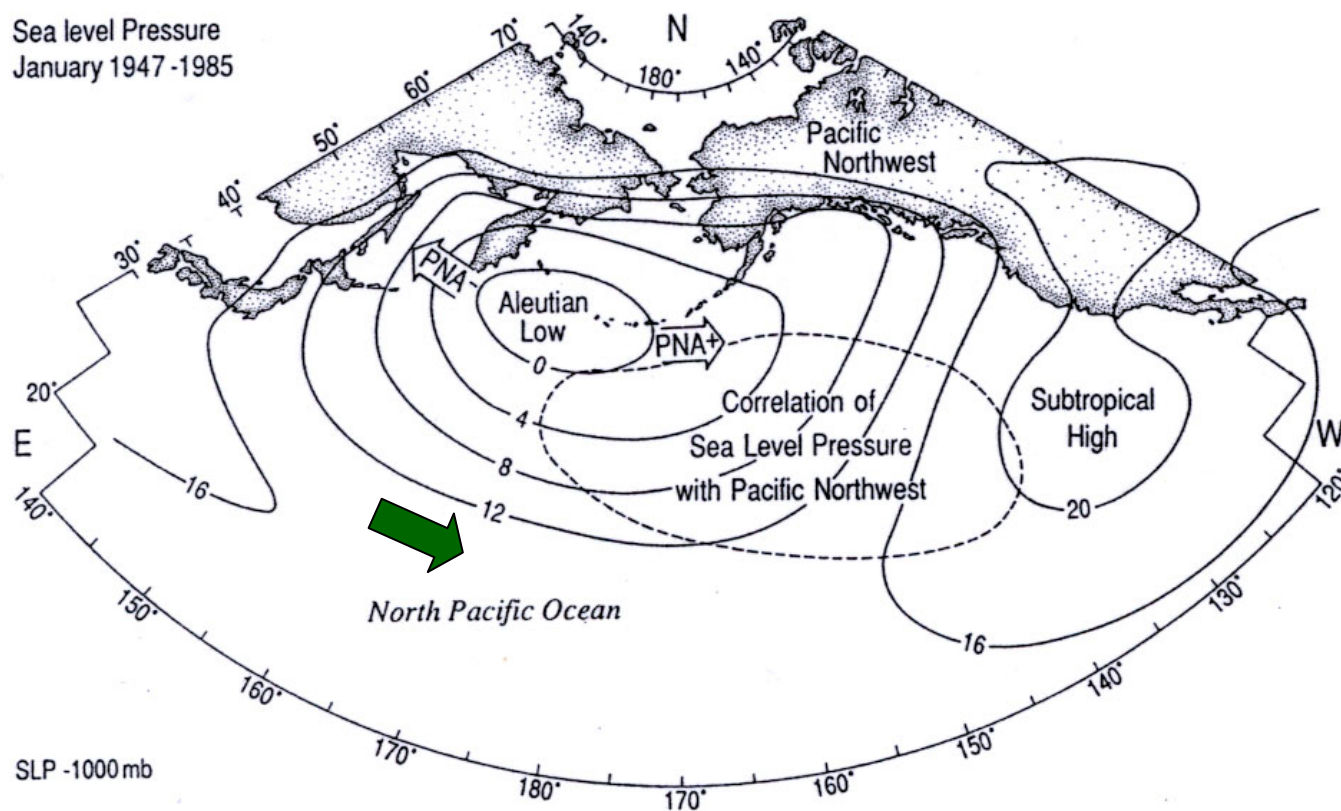 Sea level Pressure
January 1947 -1985
N
140°
180°
140°
70°
60°
50°
40°
30°
20°
E
140°
150°
160°
170°
180°
170°
160°
150°
140°
130°
120°
W
Pacific
Northwest
PNA-
Aleutian
Low
PNA+
0
4
8
12
16
Correlation of
Sea Level Pressure
with Pacific Northwest
Subtropical
High
20
16
North Pacific Ocean
SLP -1000 mb